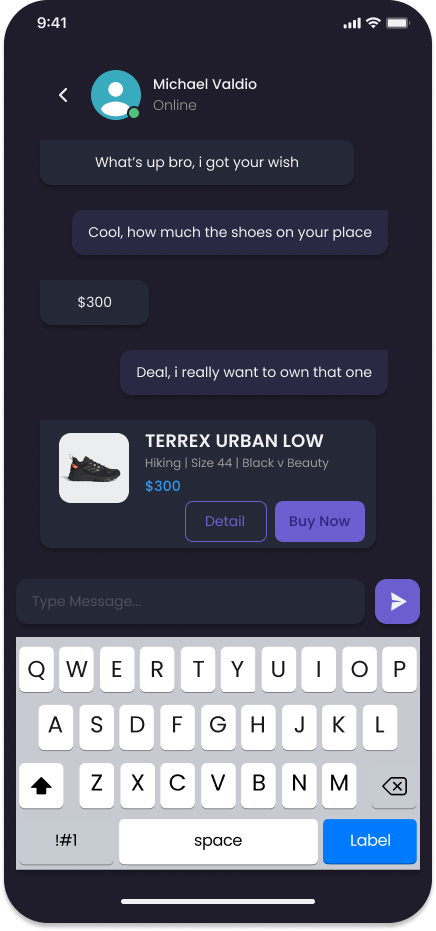 9:41
Michael Valdio
Online
What's up bro, i got your wish
Cool, how much the shoes on your place
$300
Deal, i really want to own that one
TERREX URBAN LOW
Hiking | Size 44 | Black v Beauty
$300
Detail Buy Now
Type Message...
Q W E R T Y U I O P
A S D F G H J K L
Z X C V B N M
!#1 space Label